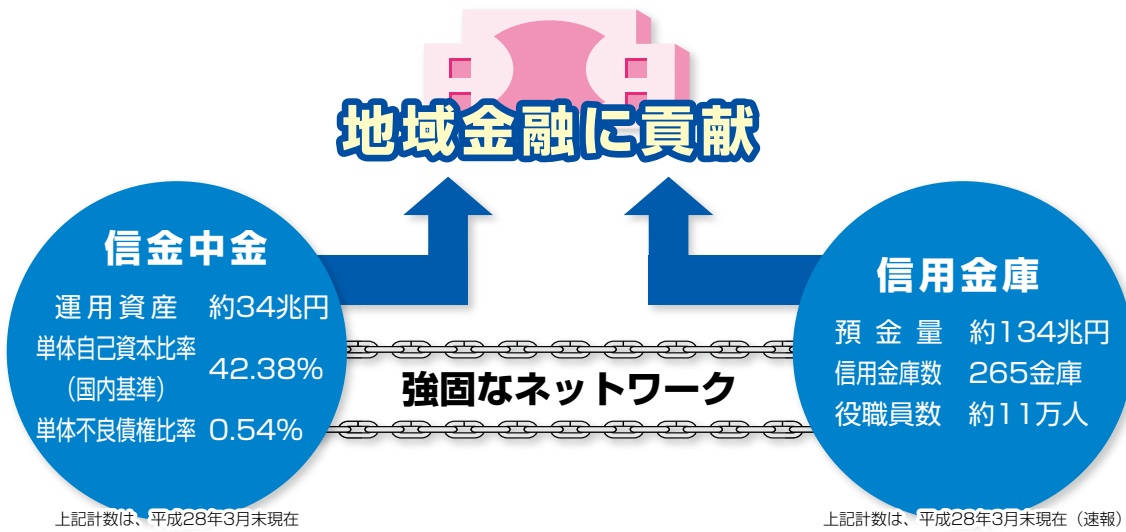 地域金融に貢献
信金中金
運用資産 約34兆円
単体自己資本比率
（国内基準） 42.38%
単体不良債権比率 0.54%
上記計数は、平成28年3月末現在
強固なネットワーク
信用金庫
預金量 約134兆円
信用金庫数 265金庫
役職員数 約11万人
上記計数は、平成28年3月末現在（速報）